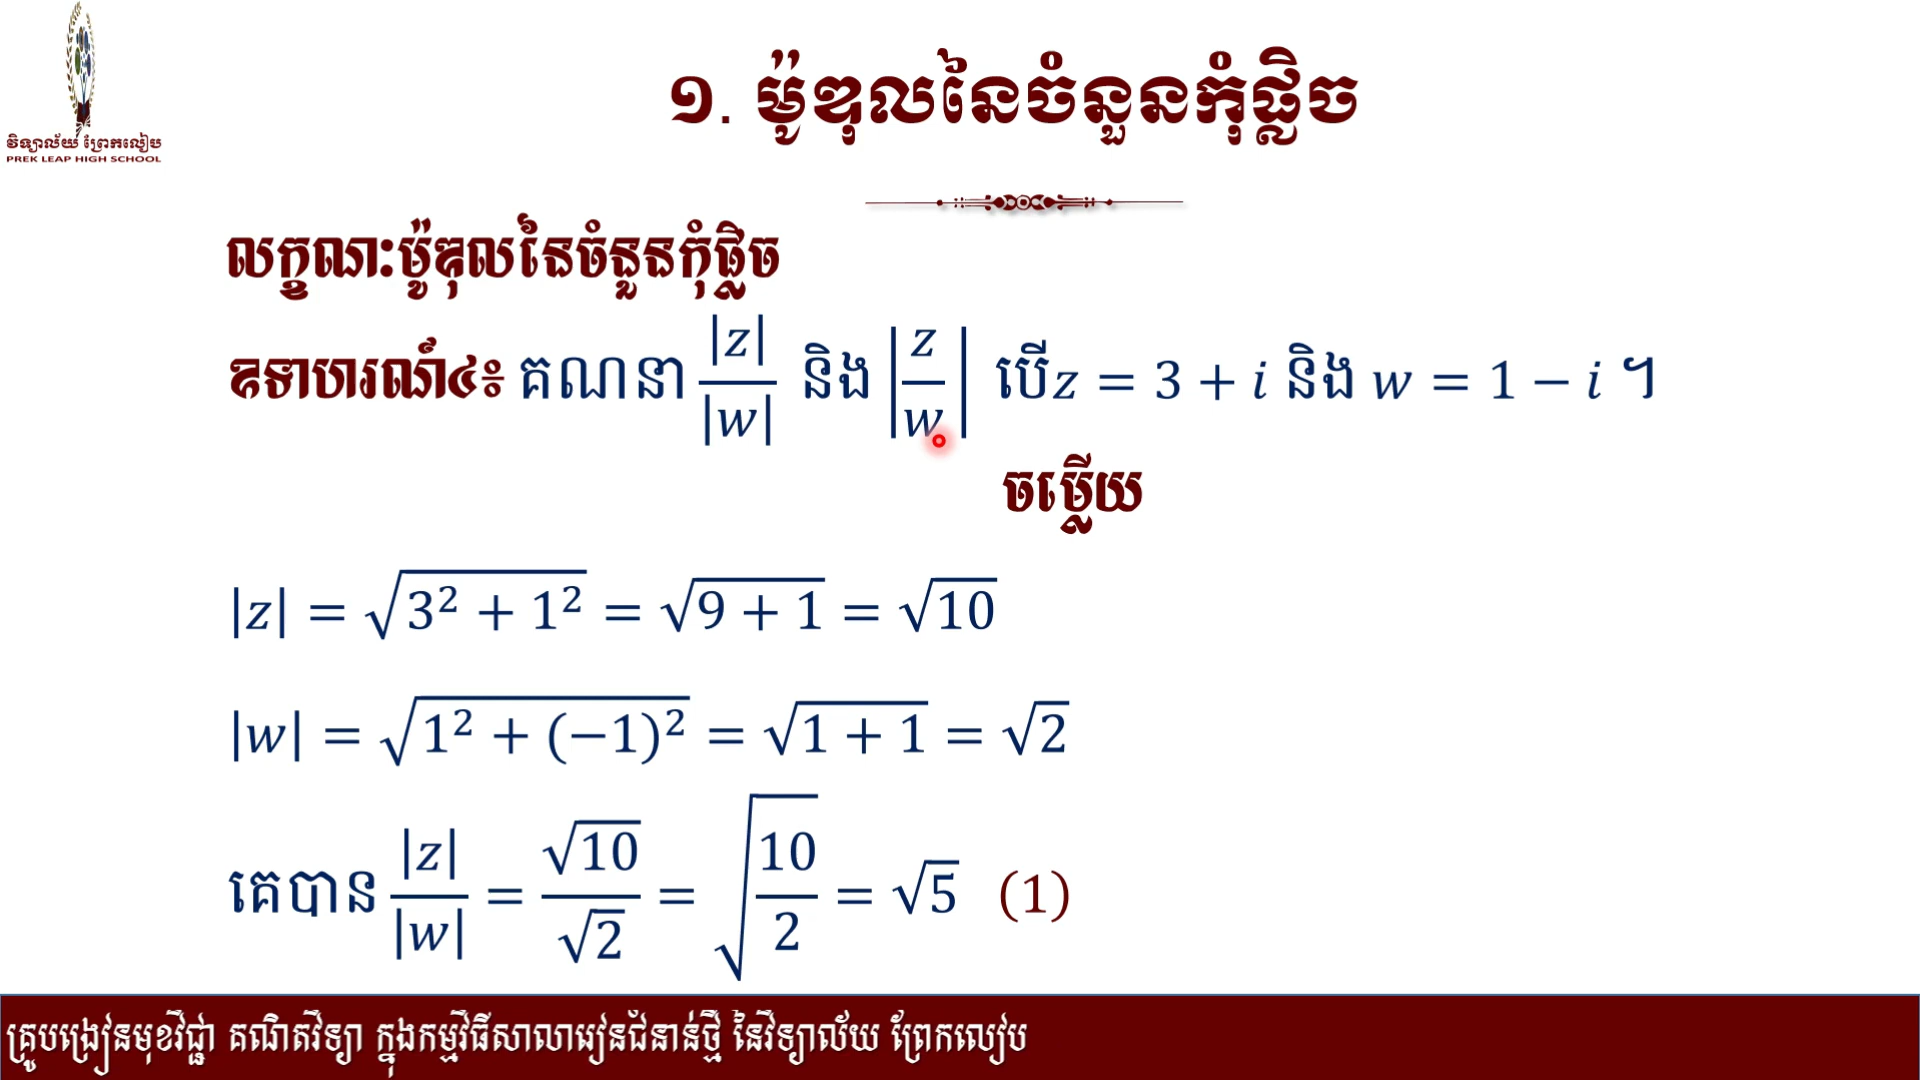 វិទ្យាល័យ ព្រែកលៀប
PREK LEAP HIGH SCHOOL
១. ម៉ូឌុលនៃចំនួនកុំផ្លិច
លក្ខណៈម៉ូឌុលនៃចំនួនកុំផ្លិច
ឧទាហរណ៍៤៖ គណនា |z|/|w| និង |z/w| បើ z = 3 + i និង w = 1 − i ។
ចម្លើយ
|z| = √(3² + 1²) = √(9 + 1) = √10
|w| = √(1² + (−1)²) = √(1 + 1) = √2
គេបាន |z|/|w| = √10/√2 = √(10/2) = √5 (1)
គ្រូបង្រៀនមុខវិជ្ជា គណិតវិទ្យា ក្នុងកម្មវិធីសាលារៀនជំនាន់ថ្មី នៃវិទ្យាល័យ ព្រែកលៀប